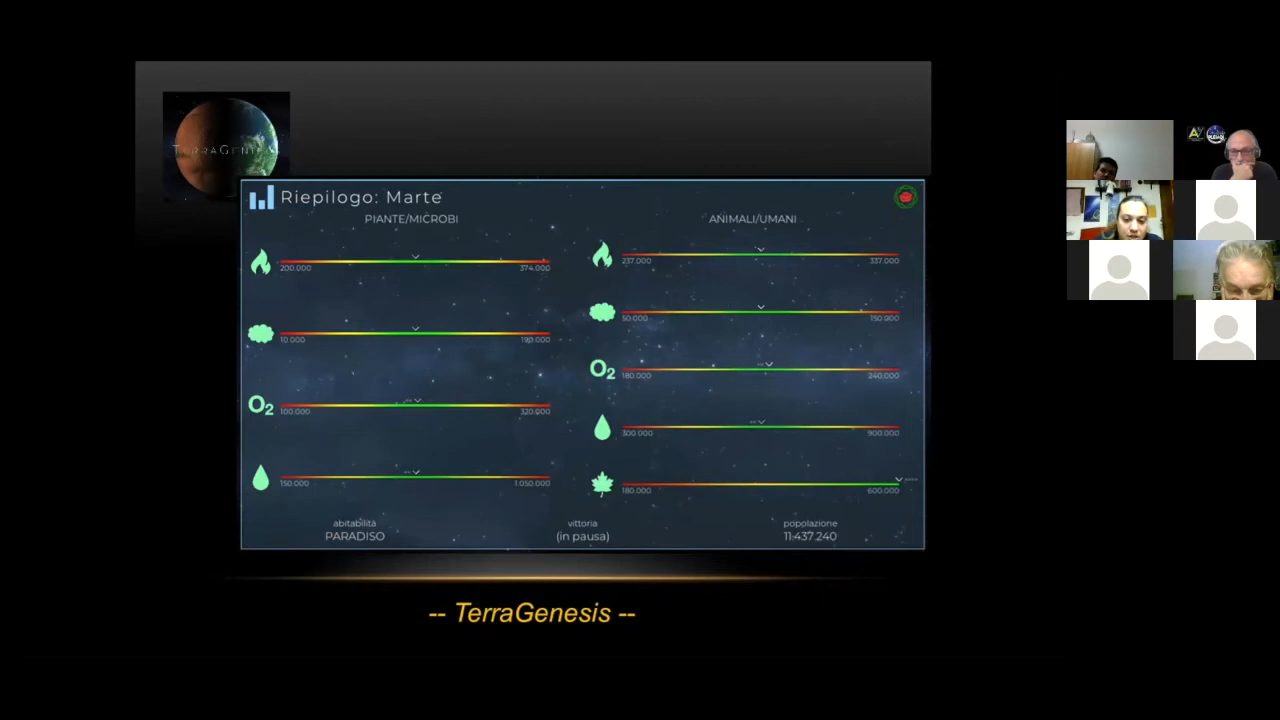 TERRAGENESIS
Riepilogo: Marte
PIANTE/MICROBI
ANIMALI/UMANI
200.000
374.000
237.000
337.000
10.000
190.000
50.000
150.000
O2
100.000
320.000
O2
180.000
240.000
150.000
1.050.000
300.000
900.000
180.000
600.000
abitabilità
PARADISO
vittoria
(in pausa)
popolazione
11.437.240
-- TerraGenesis --